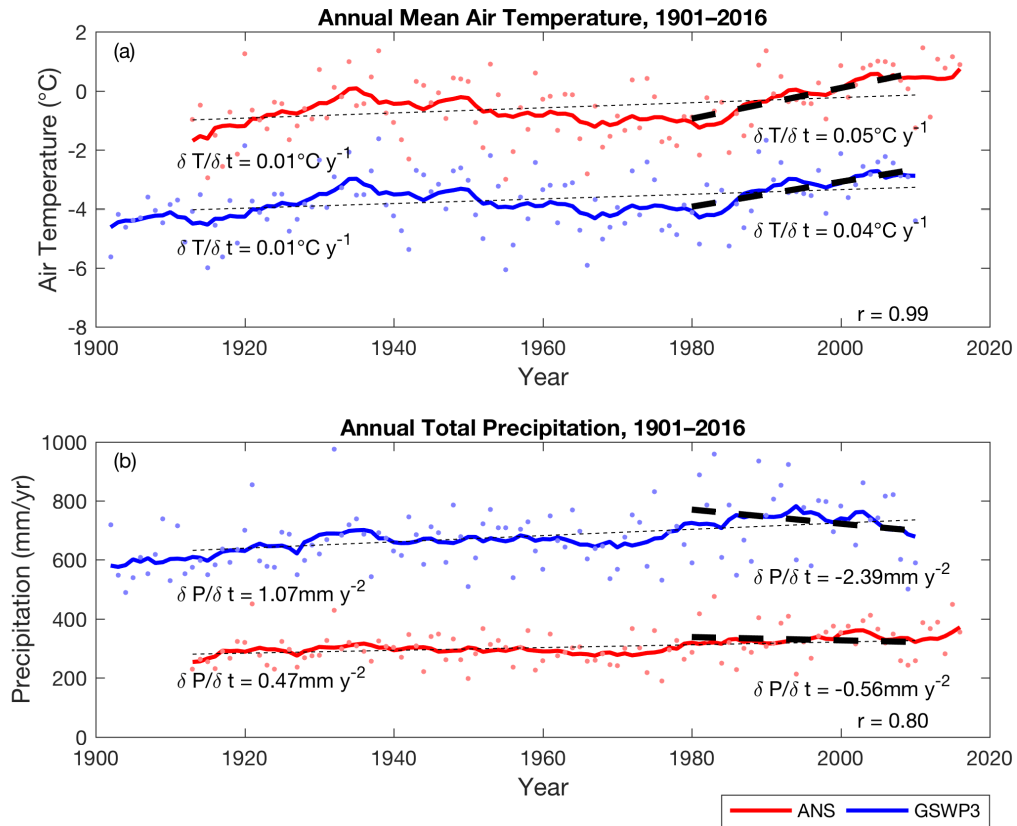 Annual Mean Air Temperature, 1901–2016
(a)
2
0
-2
-4
-6
-8
Air Temperature (°C)
δ T/δ t = 0.01°C y⁻¹
δ T/δ t = 0.05°C y⁻¹
δ T/δ t = 0.01°C y⁻¹
δ T/δ t = 0.04°C y⁻¹
r = 0.99
1900 1920 1940 1960 1980 2000 2020
Year
Annual Total Precipitation, 1901–2016
(b)
1000
800
600
400
200
0
Precipitation (mm/yr)
δ P/δ t = 1.07mm y⁻²
δ P/δ t = -2.39mm y⁻²
δ P/δ t = 0.47mm y⁻²
δ P/δ t = -0.56mm y⁻²
r = 0.80
1900 1920 1940 1960 1980 2000 2020
Year
ANS GSWP3